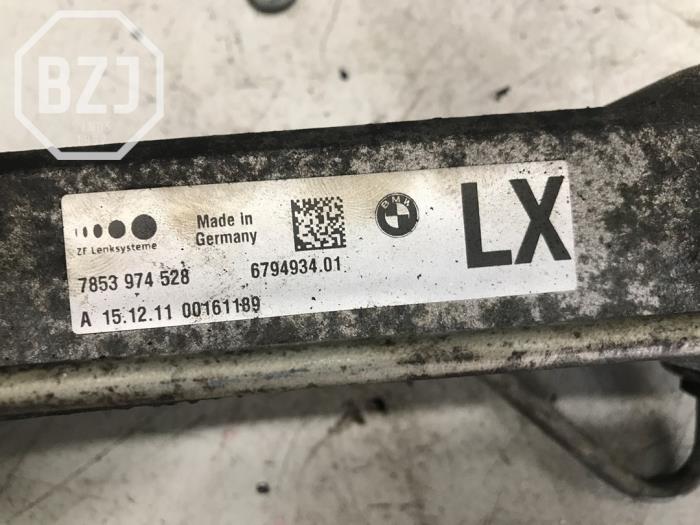 BZJ
ZF Lenksysteme
Made in
Germany
BMW
LX
7853 974 528
6794934.01
A 15.12.11 00161189